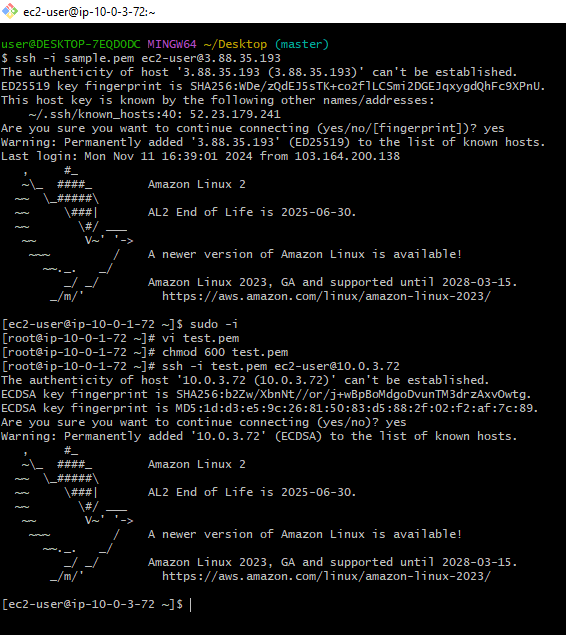 ec2-user@ip-10-0-3-72:~
user@DESKTOP-7EQDODC MINGW64 ~/Desktop (master)
$ ssh -i sample.pem ec2-user@3.88.35.193
The authenticity of host '3.88.35.193 (3.88.35.193)' can't be established.
ED25519 key fingerprint is SHA256:WDe/zQdEJ5sTK+co2flLCSmi2DGEJqxygdQhFc9XPnU.
This host key is known by the following other names/addresses:
    ~/.ssh/known_hosts:40: 52.23.179.241
Are you sure you want to continue connecting (yes/no/[fingerprint])? yes
Warning: Permanently added '3.88.35.193' (ED25519) to the list of known hosts.
Last login: Mon Nov 11 16:39:01 2024 from 103.164.200.138
   ,     #_
   ~\_  ####_        Amazon Linux 2
  ~~  \_#####\
  ~~     \###|       AL2 End of Life is 2025-06-30.
  ~~       \#/ ___
   ~~       V~' '->
    ~~~         /    A newer version of Amazon Linux is available!
      ~~._.   _/
         _/ _/       Amazon Linux 2023, GA and supported until 2028-03-15.
       _/m/'           https://aws.amazon.com/linux/amazon-linux-2023/
[ec2-user@ip-10-0-1-72 ~]$ sudo -i
[root@ip-10-0-1-72 ~]# vi test.pem
[root@ip-10-0-1-72 ~]# chmod 600 test.pem
[root@ip-10-0-1-72 ~]# ssh -i test.pem ec2-user@10.0.3.72
The authenticity of host '10.0.3.72 (10.0.3.72)' can't be established.
ECDSA key fingerprint is SHA256:b2Zw/XbnNt//or/j+wBpBoMdgoDvunTM3drzAxvOwtg.
ECDSA key fingerprint is MD5:1d:d3:e5:9c:26:81:50:83:d5:88:2f:02:f2:af:7c:89.
Are you sure you want to continue connecting (yes/no)? yes
Warning: Permanently added '10.0.3.72' (ECDSA) to the list of known hosts.
   ,     #_
   ~\_  ####_        Amazon Linux 2
  ~~  \_#####\
  ~~     \###|       AL2 End of Life is 2025-06-30.
  ~~       \#/ ___
   ~~       V~' '->
    ~~~         /    A newer version of Amazon Linux is available!
      ~~._.   _/
         _/ _/       Amazon Linux 2023, GA and supported until 2028-03-15.
       _/m/'           https://aws.amazon.com/linux/amazon-linux-2023/
[ec2-user@ip-10-0-3-72 ~]$